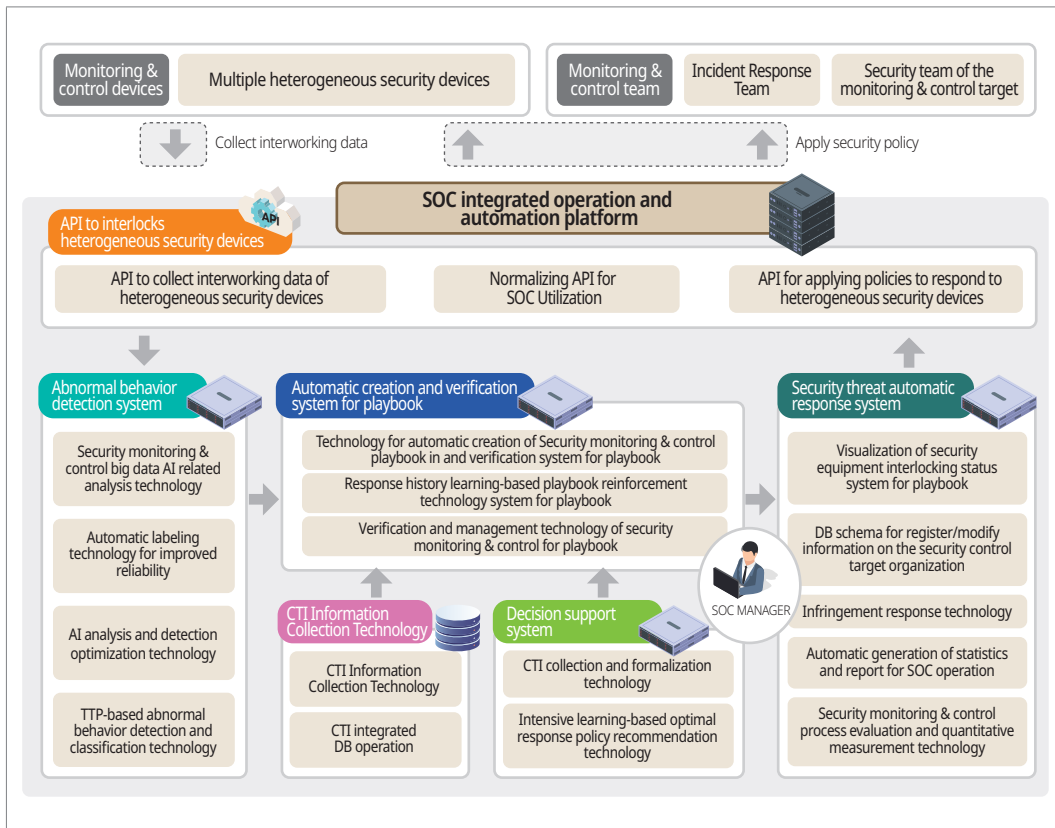 Monitoring &
control devices
Multiple heterogeneous security devices
Monitoring &
control team
Incident Response
Team
Security team of the
monitoring & control target
Collect interworking data
Apply security policy
SOC integrated operation and
automation platform
API to interlocks
heterogeneous security devices
API
API to collect interworking data of
heterogeneous security devices
Normalizing API for
SOC Utilization
API for applying policies to respond to
heterogeneous security devices
Abnormal behavior
detection system
Security monitoring &
control big data AI related
analysis technology
Automatic labeling
technology for improved
reliability
AI analysis and detection
optimization technology
TTP-based abnormal
behavior detection and
classification technology
Automatic creation and verification
system for playbook
Technology for automatic creation of Security monitoring & control
playbook in and verification system for playbook
Response history learning-based playbook reinforcement
technology system for playbook
Verification and management technology of security
monitoring & control for playbook
CTI Information
Collection Technology
CTI Information
Collection Technology
CTI integrated
DB operation
Decision support
system
CTI collection and formalization
technology
Intensive learning-based optimal
response policy recommendation
technology
SOC MANAGER
Security threat automatic
response system
Visualization of security
equipment interlocking status
system for playbook
DB schema for register/modify
information on the security control
target organization
Infringement response technology
Automatic generation of statistics
and report for SOC operation
Security monitoring & control
process evaluation and quantitative
measurement technology